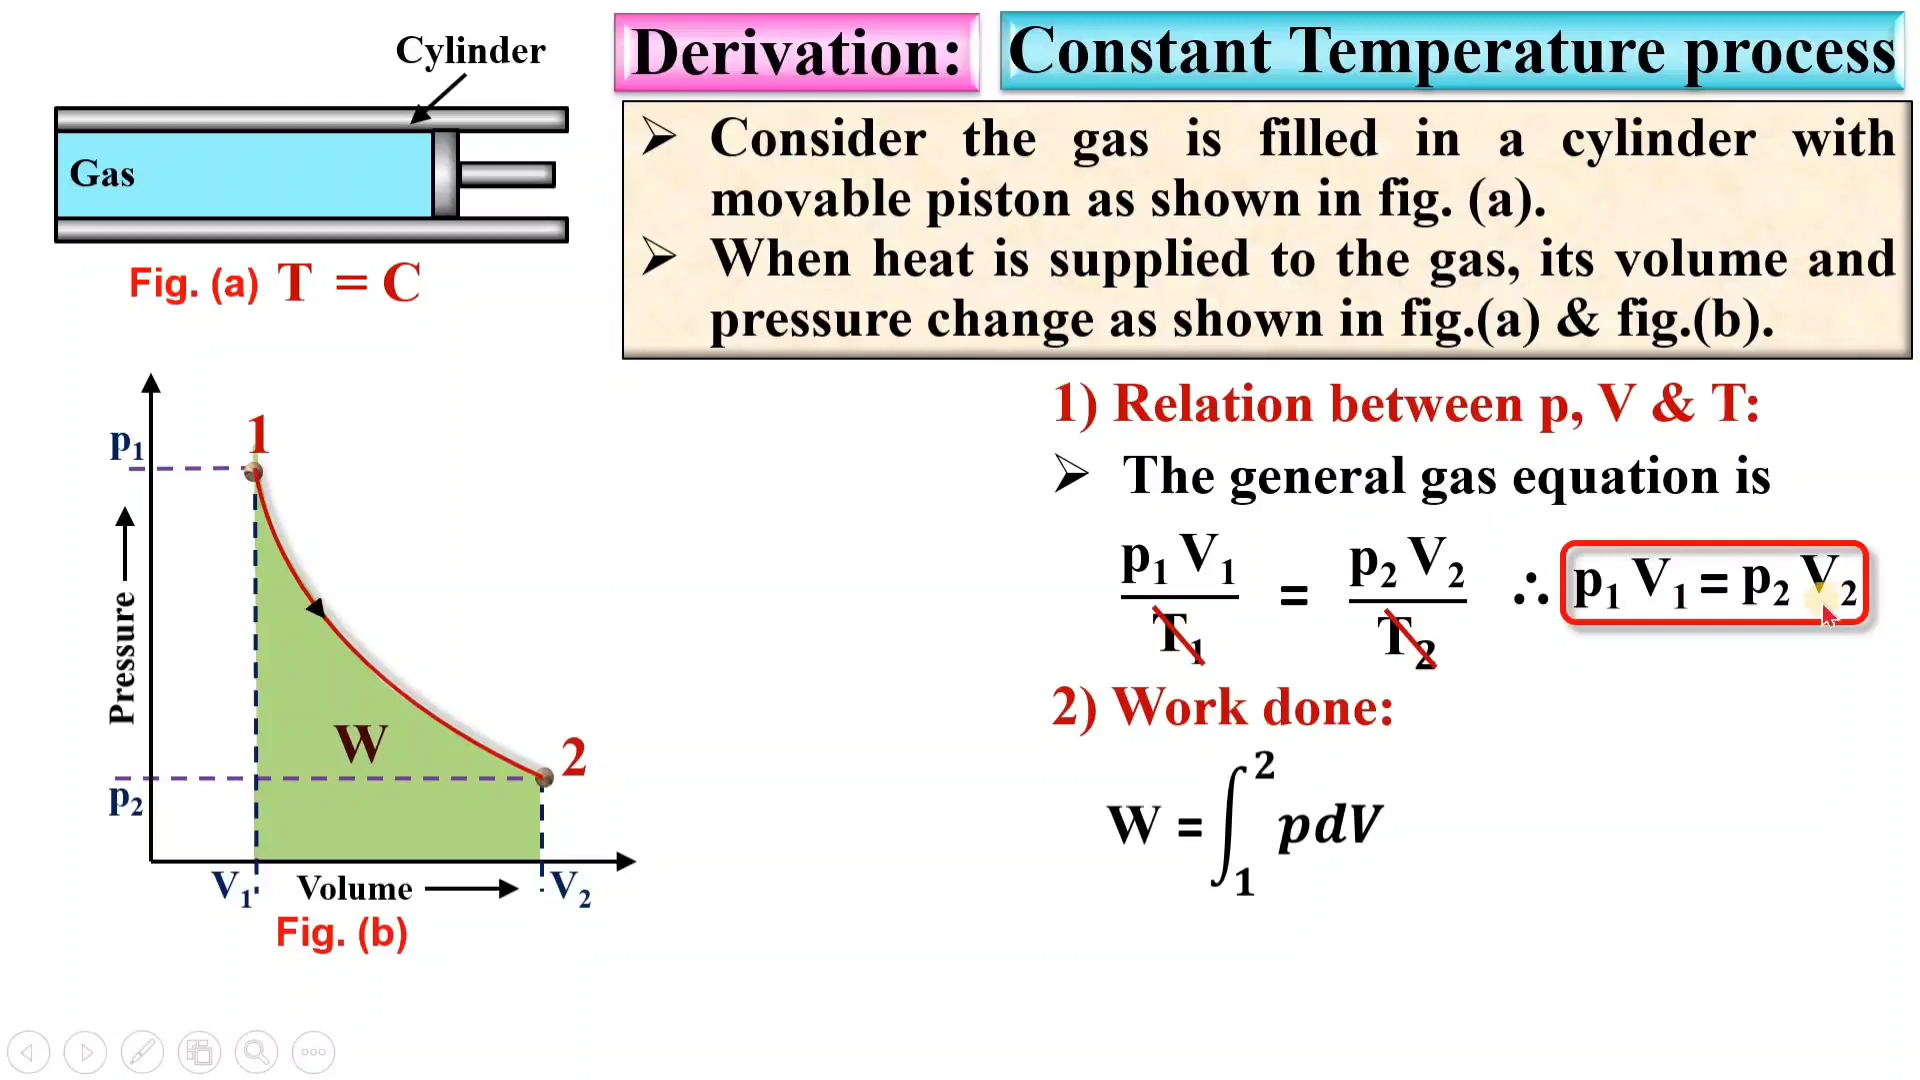 Cylinder
Derivation:
Constant Temperature process
Gas
Fig. (a) T = C
➢ Consider the gas is filled in a cylinder with
movable piston as shown in fig. (a).
➢ When heat is supplied to the gas, its volume and
pressure change as shown in fig.(a) & fig.(b).
1) Relation between p, V & T:
➢ The general gas equation is
p₁ V₁ / T₁ = p₂ V₂ / T₂ ∴ p₁ V₁ = p₂ V₂
2) Work done:
W = ∫₁² pdV
p₁
1
Pressure
W
2
p₂
V₁
Volume
V₂
Fig. (b)